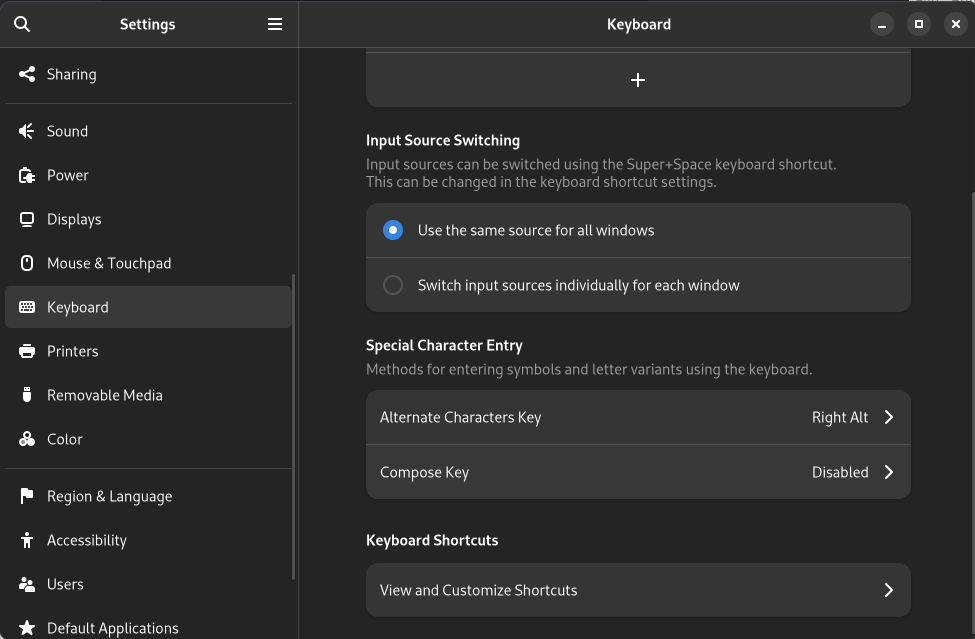 Settings
Keyboard
Sharing
Sound
Power
Displays
Mouse & Touchpad
Keyboard
Printers
Removable Media
Color
Region & Language
Accessibility
Users
Default Applications
Input Source Switching
Input sources can be switched using the Super+Space keyboard shortcut.
This can be changed in the keyboard shortcut settings.
Use the same source for all windows
Switch input sources individually for each window
Special Character Entry
Methods for entering symbols and letter variants using the keyboard.
Alternate Characters Key Right Alt
Compose Key Disabled
Keyboard Shortcuts
View and Customize Shortcuts